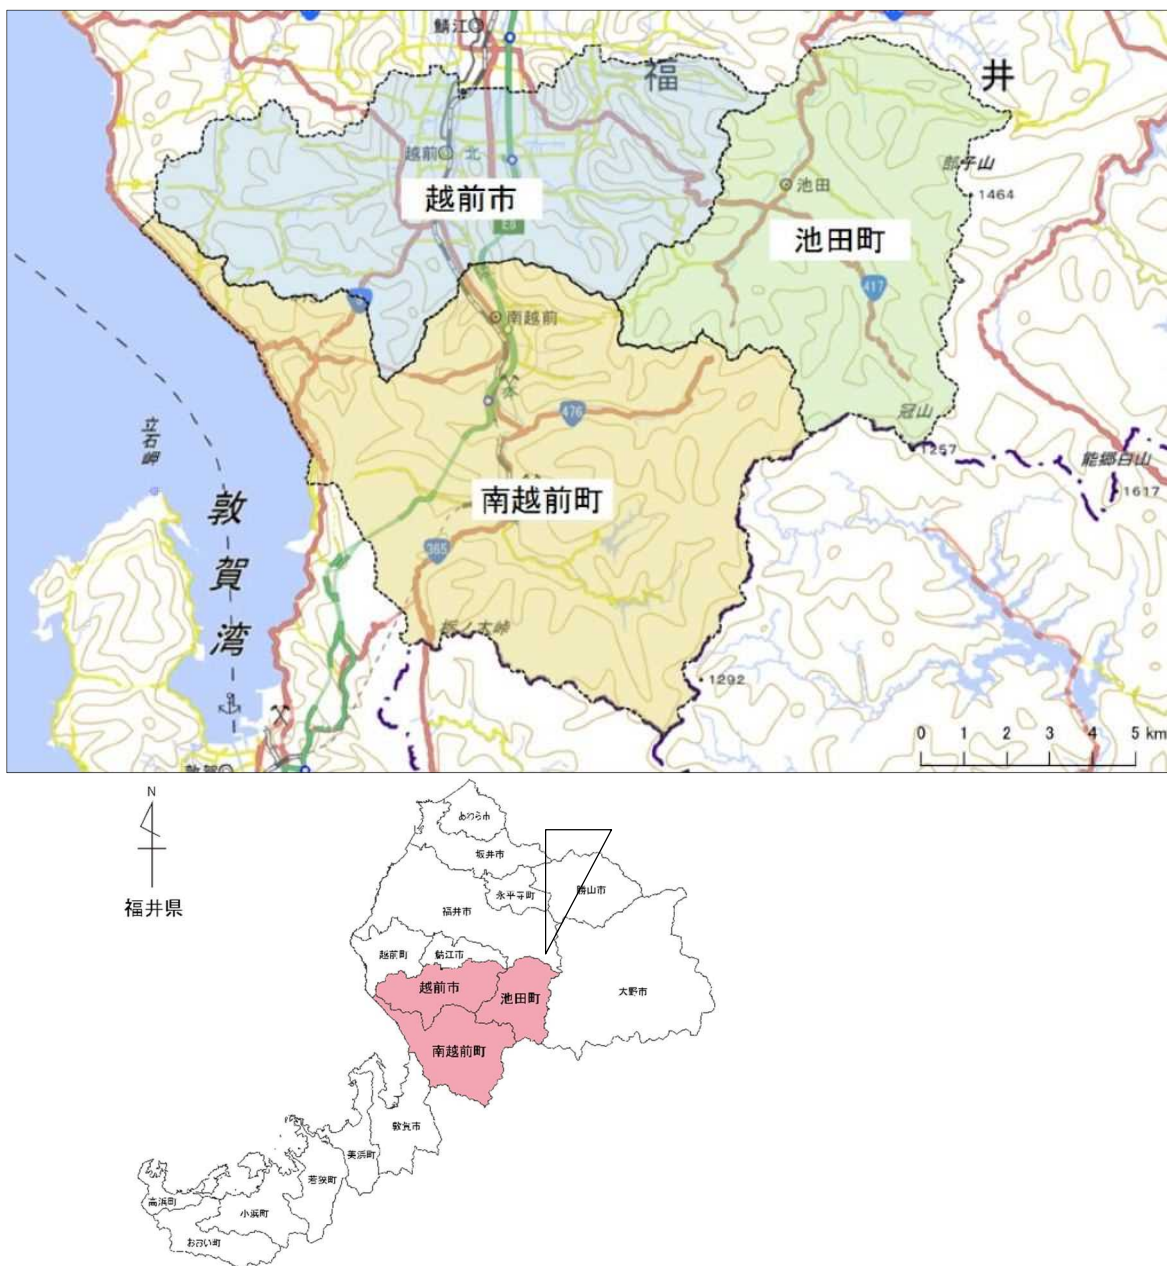 鯖江
福
井
越前
北
越前市
E8
池田
部子山
1464
池田町
417
南越前
476
冠山
1257
能郷白山
1617
立石岬
敦賀湾
南越前町
365
栃ノ木峠
1292
0 1 2 3 4 5 km
敦賀
N
福井県
あわら市
坂井市
永平寺町
勝山市
福井市
越前町
鯖江市
越前市
池田町
大野市
南越前町
敦賀市
美浜町
若狭町
高浜町
小浜町
おおい町